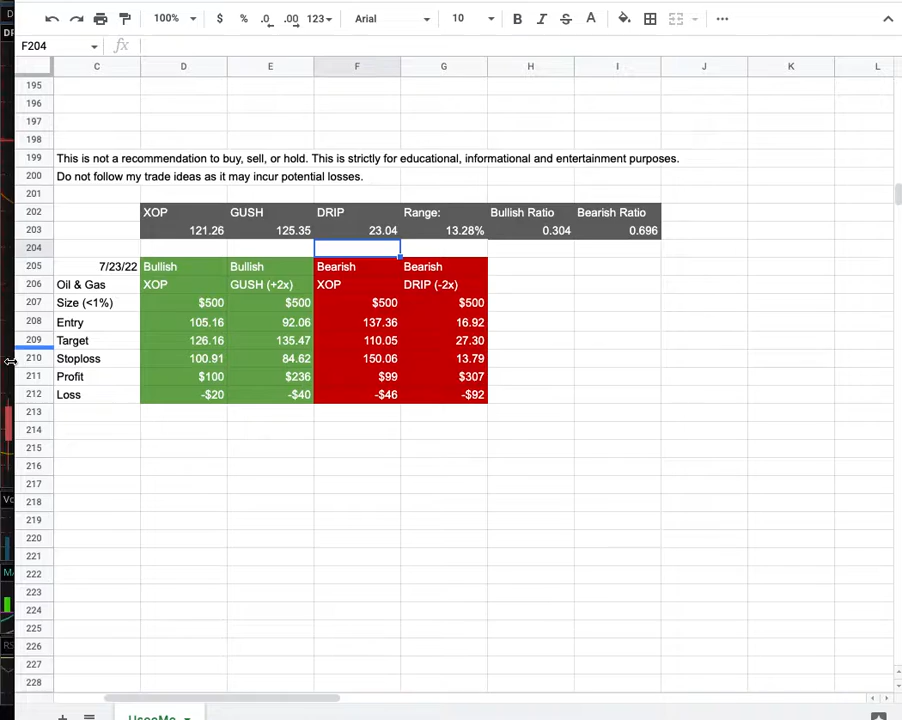 100% $ % .0 .00 123 Arial 10 B I S A
F204 fx
C D E F G H I J K L
195
196
197
198
199 This is not a recommendation to buy, sell, or hold. This is strictly for educational, informational and entertainment purposes.
200 Do not follow my trade ideas as it may incur potential losses.
201
202 XOP GUSH DRIP Range: Bullish Ratio Bearish Ratio
203 121.26 125.35 23.04 13.28% 0.304 0.696
204
205 7/23/22 Bullish Bullish Bearish Bearish
206 Oil & Gas XOP GUSH (+2x) XOP DRIP (-2x)
207 Size (<1%) $500 $500 $500 $500
208 Entry 105.16 92.06 137.36 16.92
209 Target 126.16 135.47 110.05 27.30
210 Stoploss 100.91 84.62 150.06 13.79
211 Profit $100 $236 $99 $307
212 Loss -$20 -$40 -$46 -$92
213
214
215
216
217
218
219
220
221
222
223
224
225
226
227
228